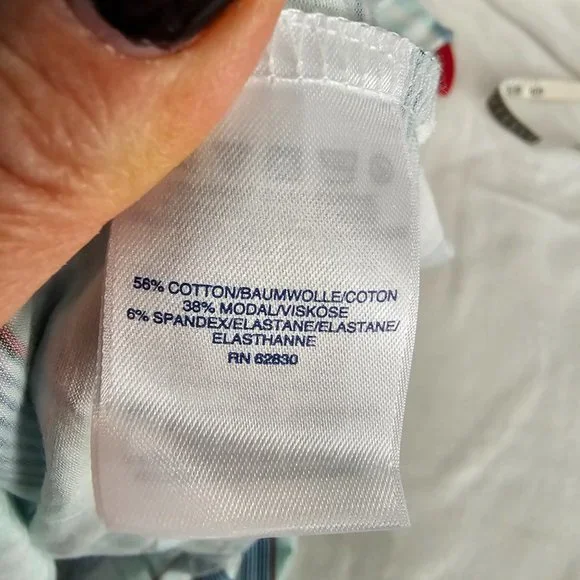 56% COTTON/BAUMWOLLE/COTON
38% MODAL/VISKOSE
6% SPANDEX/ELASTANE/ELASTANE/
ELASTHANNE
RN 62830